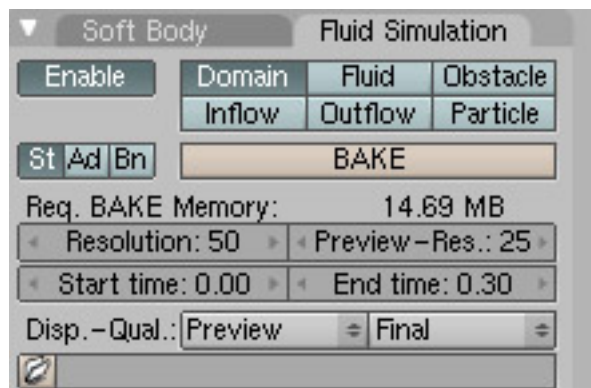 Soft Body Fluid Simulation
Enable Domain Fluid Obstacle
Inflow Outflow Particle
St Ad Bn BAKE
Req. BAKE Memory: 14.69 MB
Resolution: 50 Preview-Res.: 25
Start time: 0.00 End time: 0.30
Disp.-Qual.: Preview Final